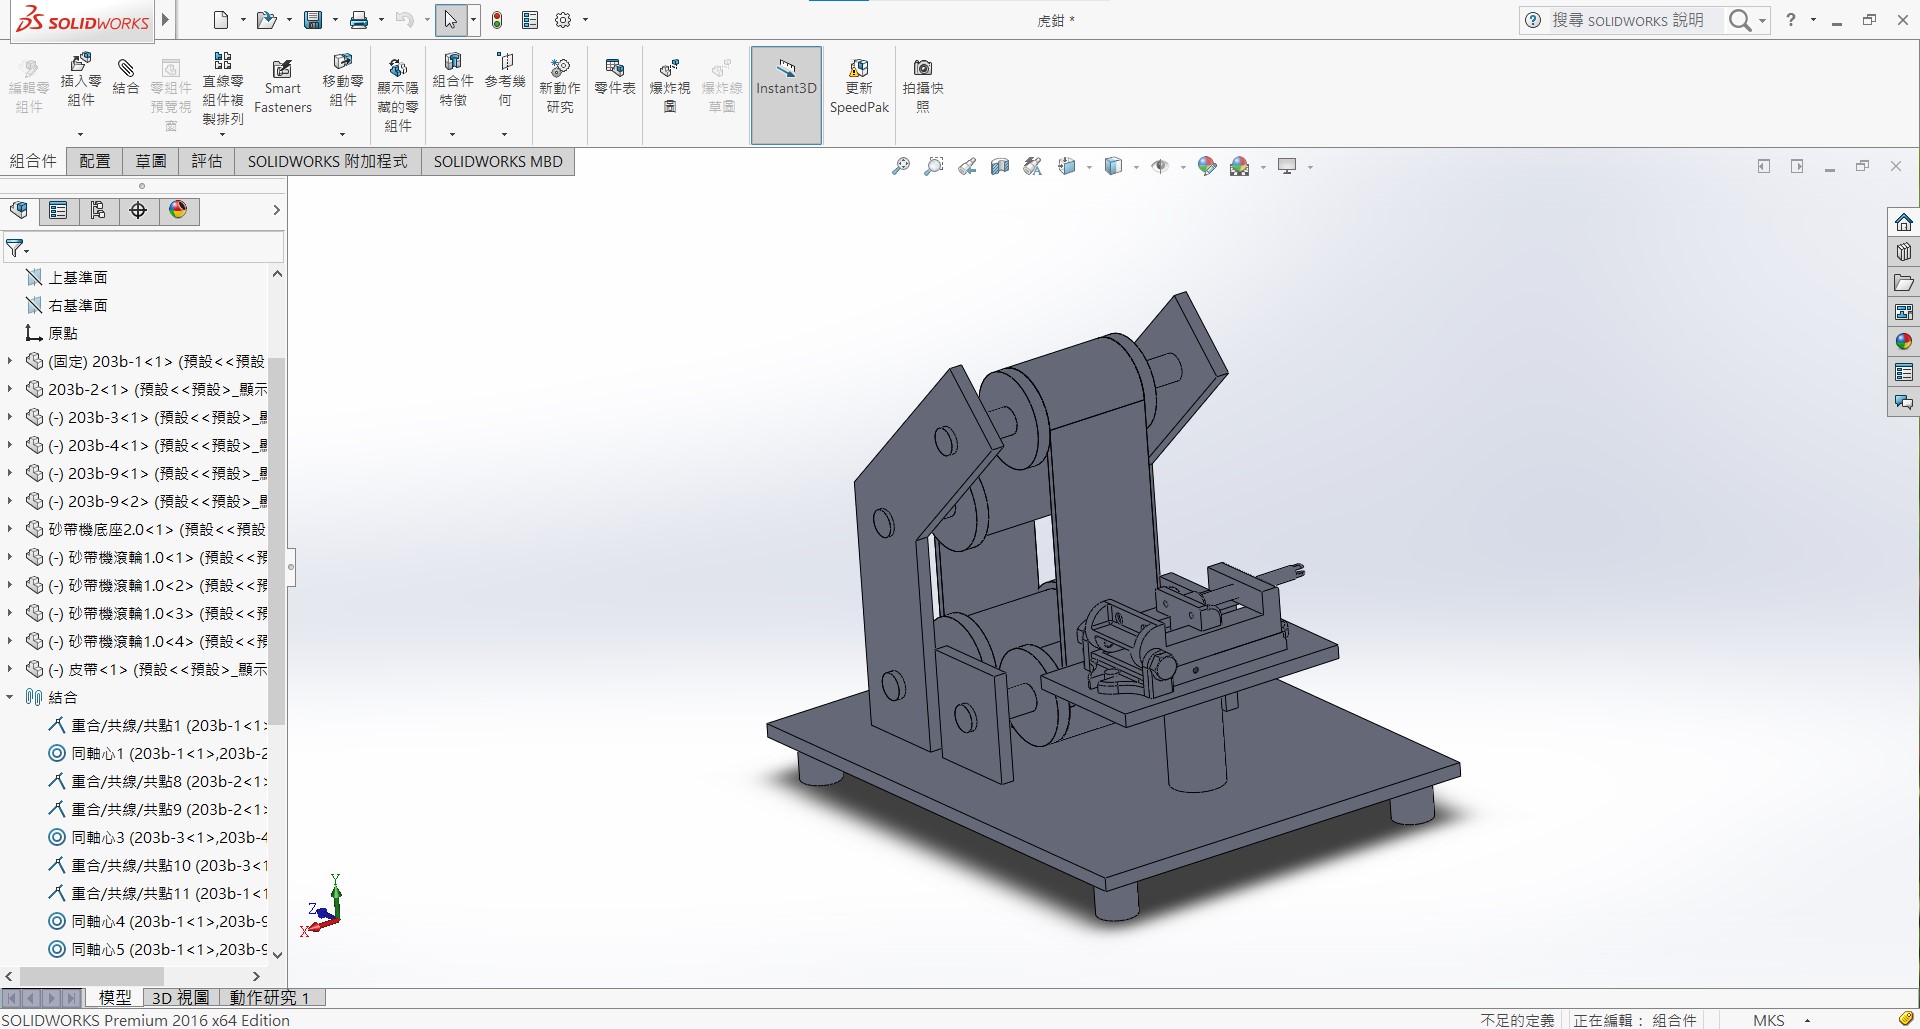 SOLIDWORKS
虎鉗 *
搜尋 SOLIDWORKS 說明
?
編輯零
組件
插入零
組件
結合
零組件
預覽視
窗
直線零
組件複
製排列
Smart
Fasteners
移動零
組件
顯示隱
藏的零
組件
組合件
特徵
參考幾
何
新動作
研究
零件表
爆炸視
圖
爆炸線
草圖
Instant3D
更新
SpeedPak
拍攝快
照
組合件 配置 草圖 評估 SOLIDWORKS 附加程式 SOLIDWORKS MBD
上基準面
右基準面
原點
(固定) 203b-1<1> (預設<<預設
203b-2<1> (預設<<預設>_顯示
(-) 203b-3<1> (預設<<預設>_顯
(-) 203b-4<1> (預設<<預設>_顯
(-) 203b-9<1> (預設<<預設>_顯
(-) 203b-9<2> (預設<<預設>_顯
砂帶機底座2.0<1> (預設<<預設
(-) 砂帶機滾輪1.0<1> (預設<<預
(-) 砂帶機滾輪1.0<2> (預設<<預
(-) 砂帶機滾輪1.0<3> (預設<<預
(-) 砂帶機滾輪1.0<4> (預設<<預
(-) 皮帶<1> (預設<<預設>_顯示
結合
重合/共線/共點1 (203b-1<1>
同軸心1 (203b-1<1>,203b-2
重合/共線/共點8 (203b-2<1>
重合/共線/共點9 (203b-2<1>
同軸心3 (203b-3<1>,203b-4
重合/共線/共點10 (203b-3<1
重合/共線/共點11 (203b-1<1
同軸心4 (203b-1<1>,203b-9
同軸心5 (203b-1<1>,203b-9
Y
Z
X
模型 3D 視圖 動作研究 1
SOLIDWORKS Premium 2016 x64 Edition
不足的定義 正在編輯： 組合件 MKS